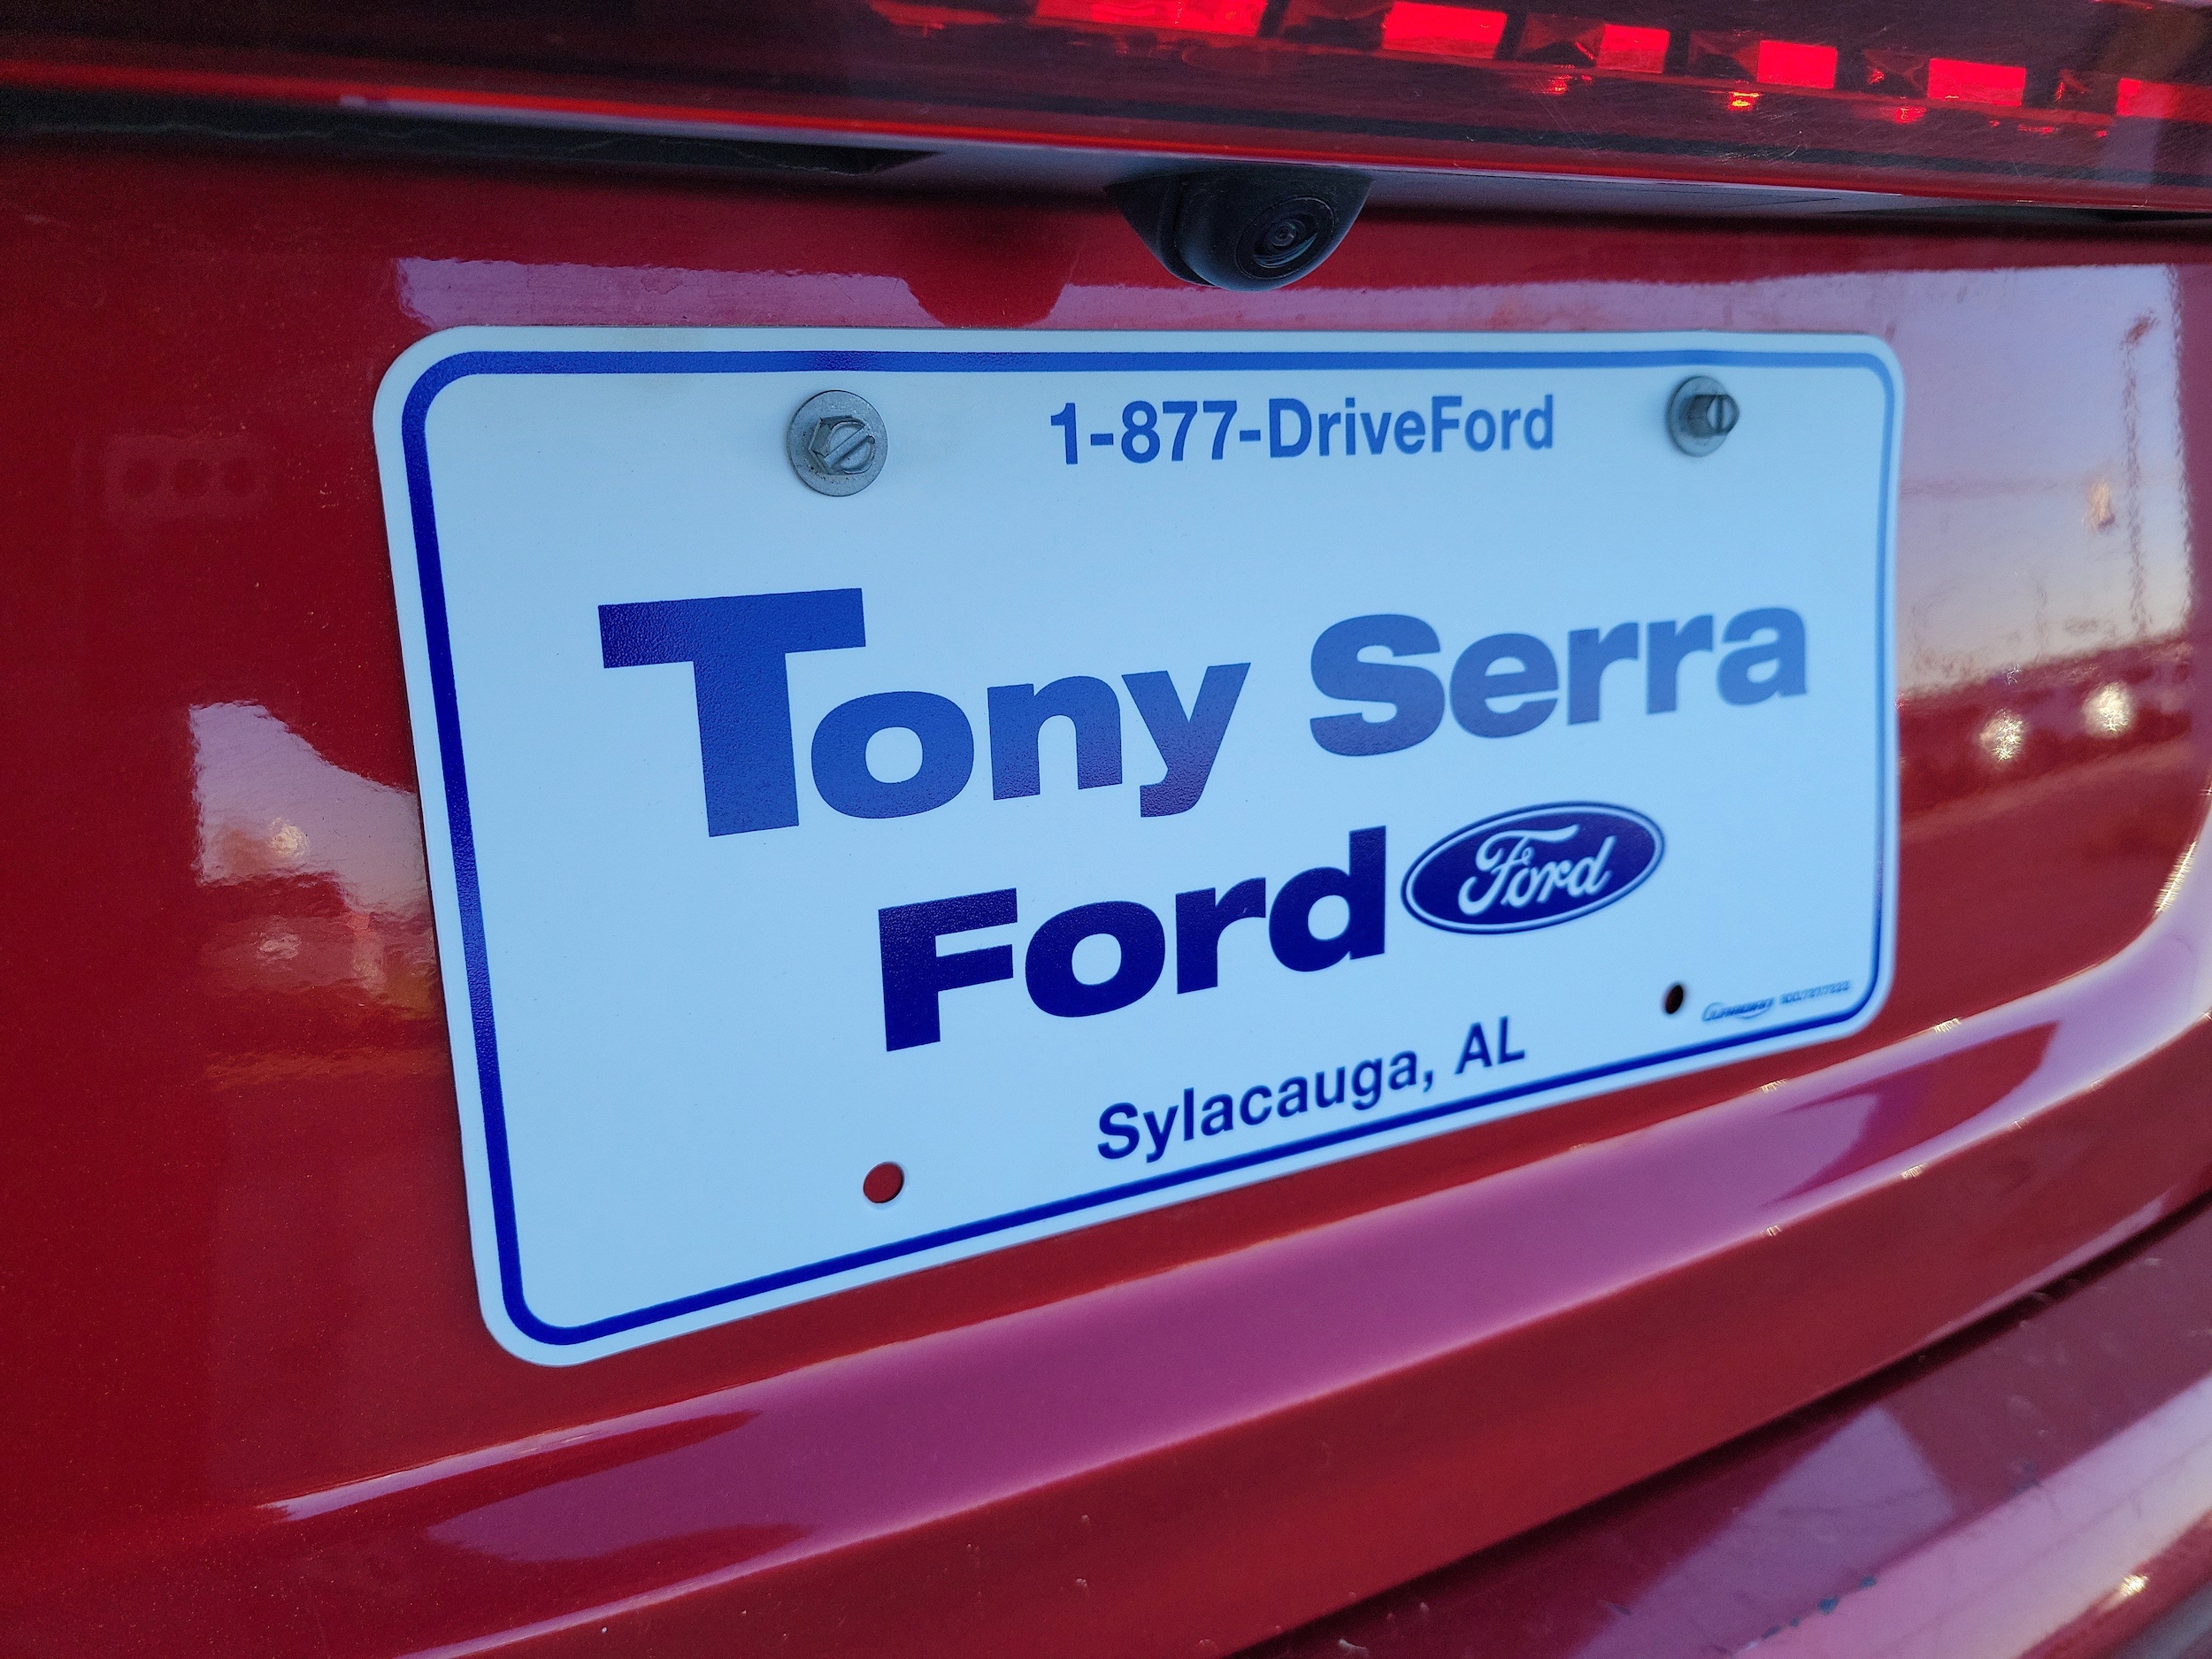 1-877-DriveFord
Tony Serra
Ford Ford
Sylacauga, AL